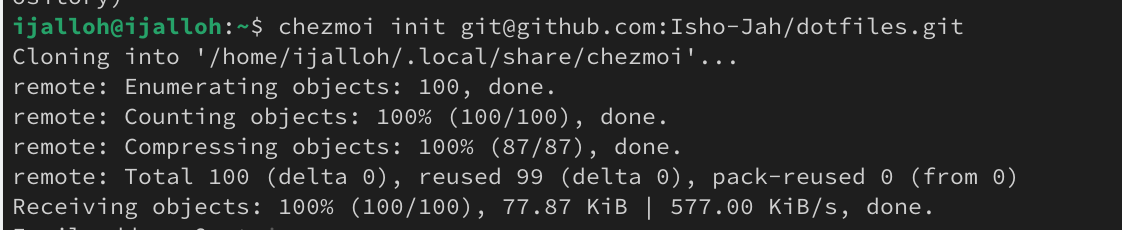 ository)
ijalloh@ijalloh:~$ chezmoi init git@github.com:Isho-Jah/dotfiles.git
Cloning into '/home/ijalloh/.local/share/chezmoi'...
remote: Enumerating objects: 100, done.
remote: Counting objects: 100% (100/100), done.
remote: Compressing objects: 100% (87/87), done.
remote: Total 100 (delta 0), reused 99 (delta 0), pack-reused 0 (from 0)
Receiving objects: 100% (100/100), 77.87 KiB | 577.00 KiB/s, done.